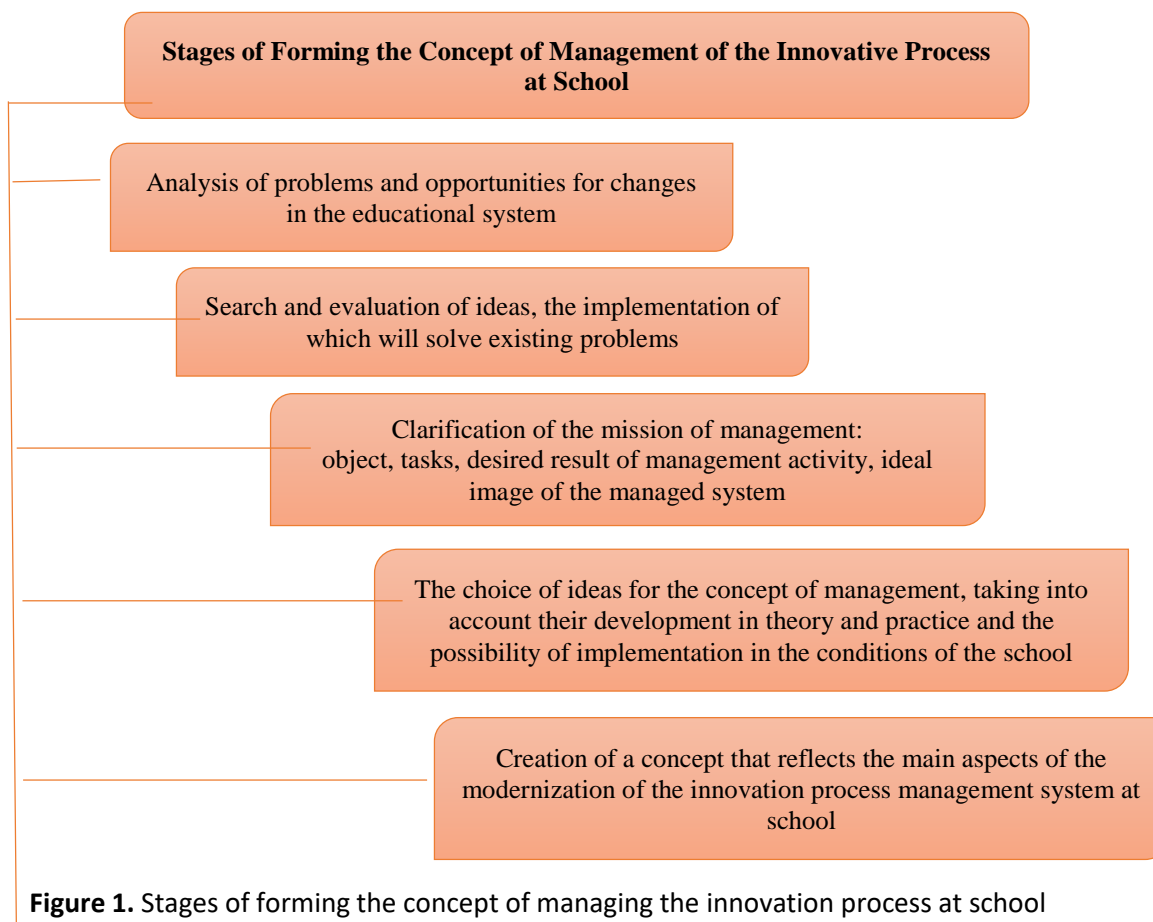 Stages of Forming the Concept of Management of the Innovative Process
at School
Analysis of problems and opportunities for changes
in the educational system
Search and evaluation of ideas, the implementation of
which will solve existing problems
Clarification of the mission of management:
object, tasks, desired result of management activity, ideal
image of the managed system
The choice of ideas for the concept of management, taking into
account their development in theory and practice and the
possibility of implementation in the conditions of the school
Creation of a concept that reflects the main aspects of the
modernization of the innovation process management system at
school
Figure 1. Stages of forming the concept of managing the innovation process at school